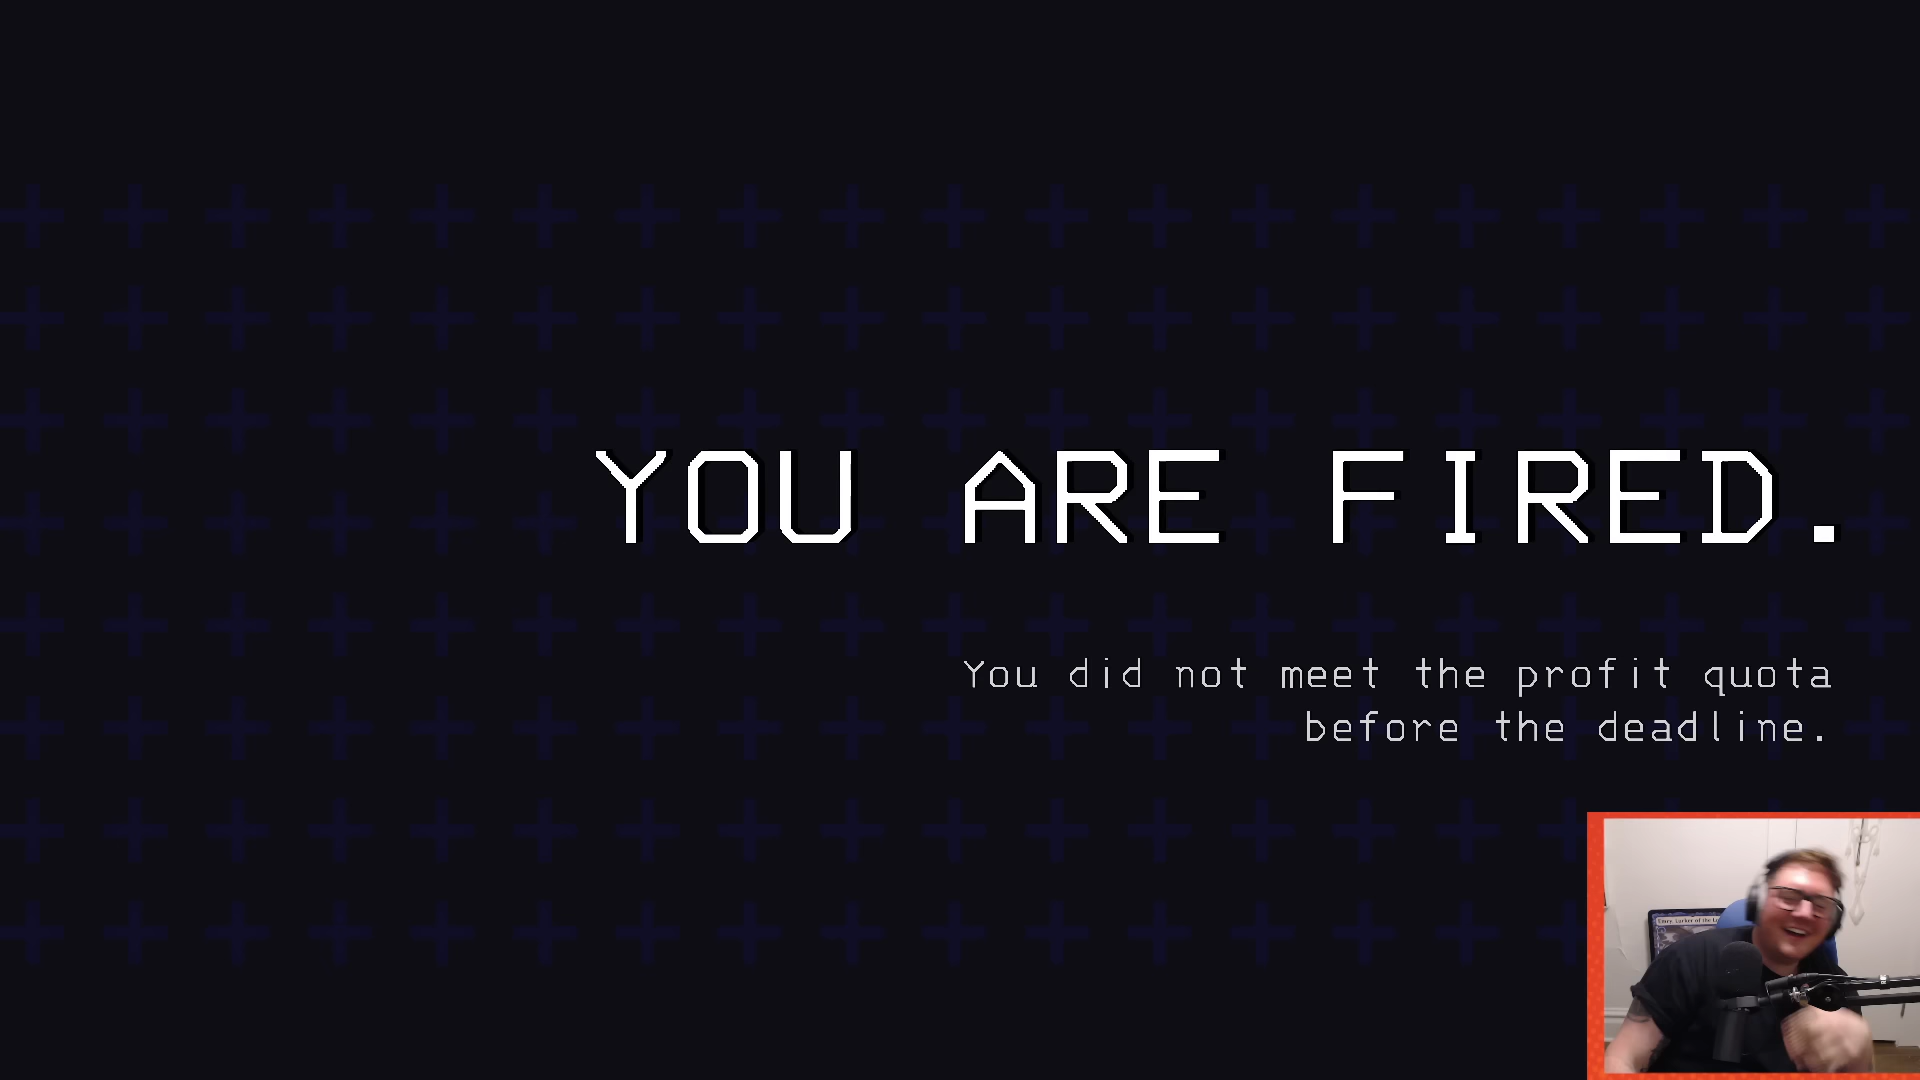 YOU ARE FIRED.
You did not meet the profit quota
before the deadline.